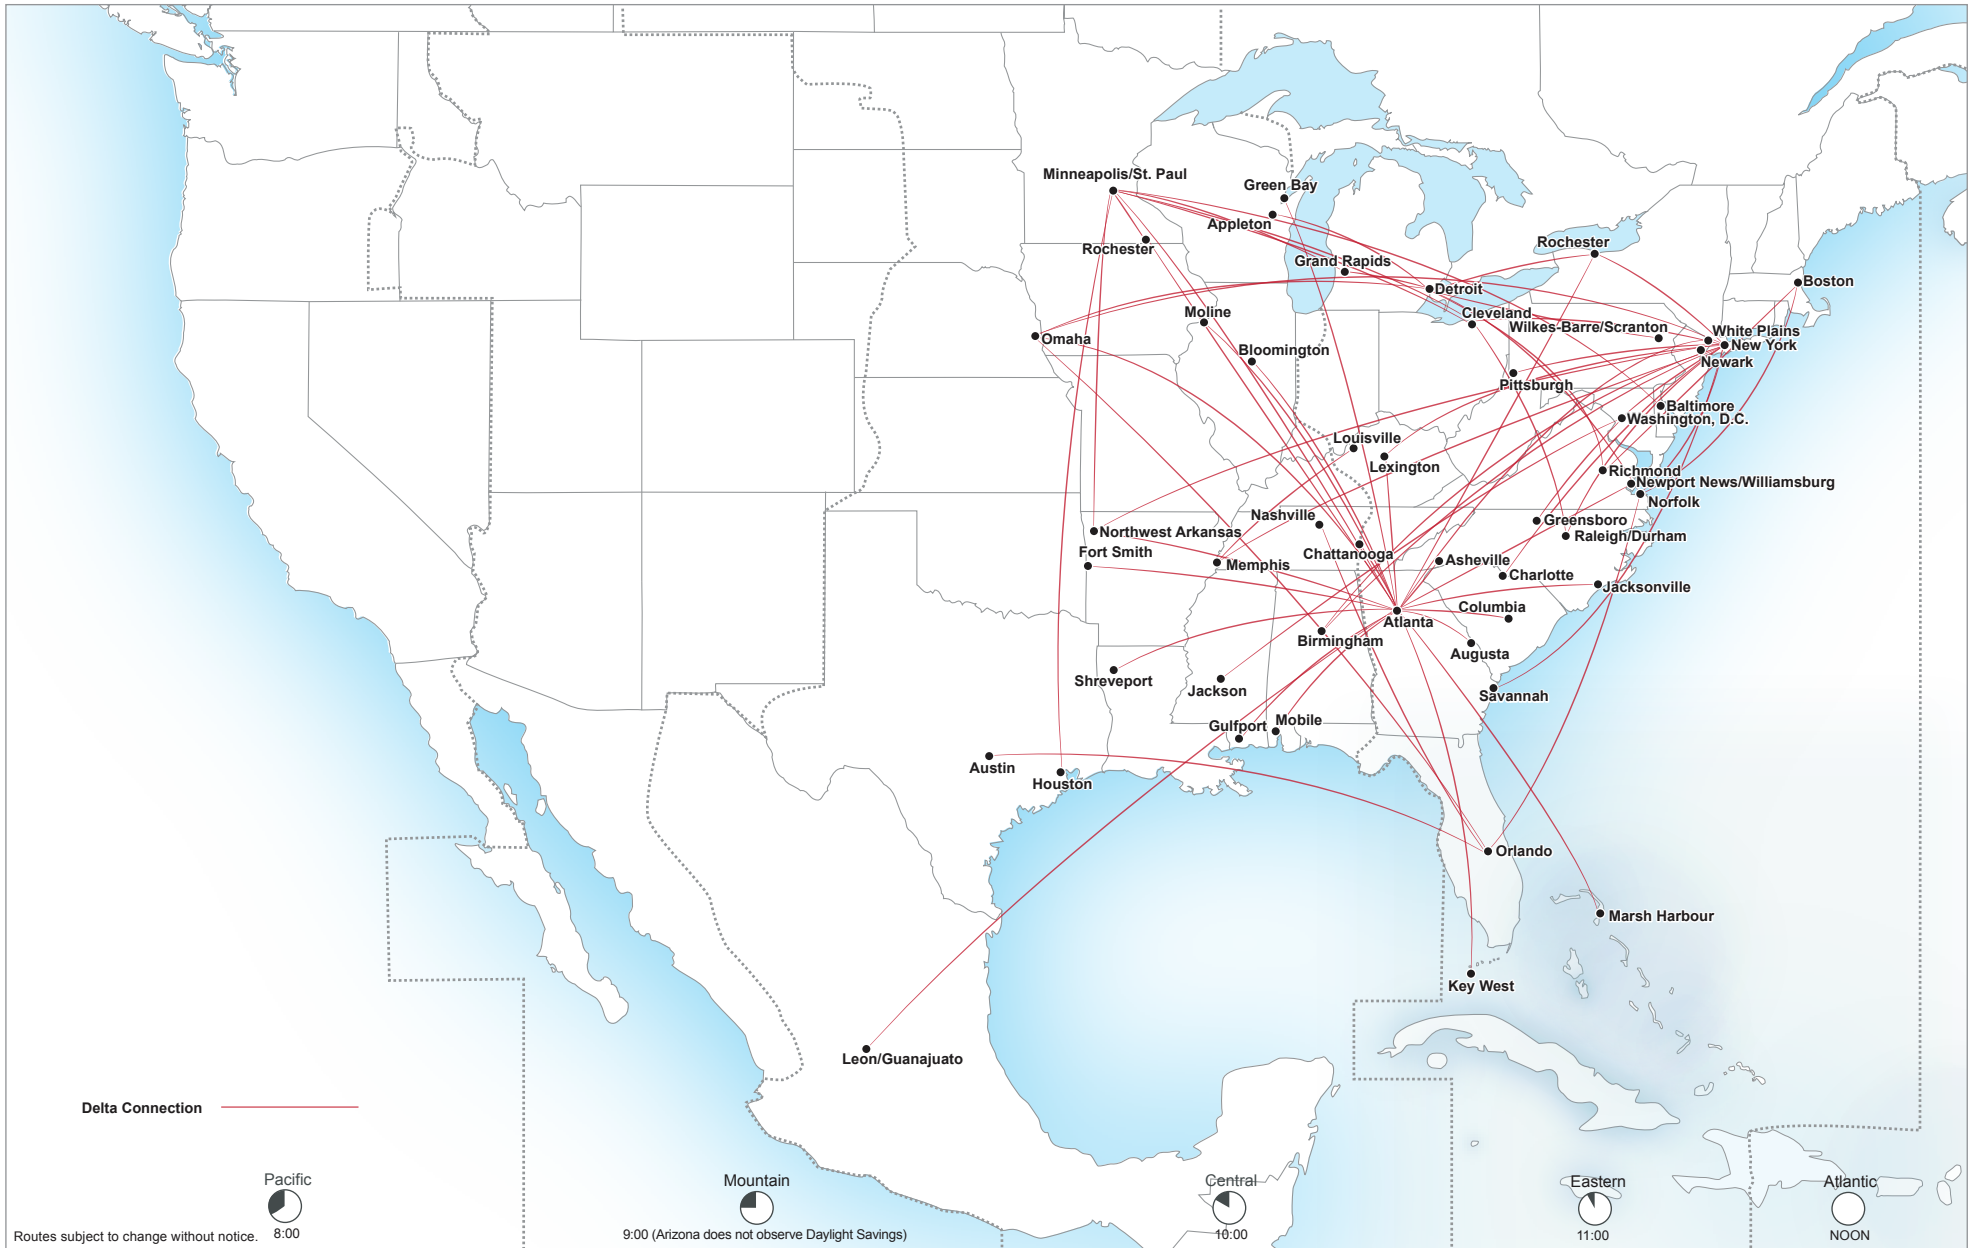 Minneapolis/St. Paul
Green Bay
Appleton
Rochester
Rochester
Grand Rapids
Boston
Detroit
Moline
Cleveland
Wilkes-Barre/Scranton
White Plains
Omaha
New York
Bloomington
Newark
Pittsburgh
Baltimore
Washington, D.C.
Louisville
Lexington
Richmond
Newport News/Williamsburg
Norfolk
Nashville
Greensboro
Northwest Arkansas
Raleigh/Durham
Fort Smith
Chattanooga
Memphis
Asheville
Charlotte
Jacksonville
Columbia
Atlanta
Birmingham
Augusta
Shreveport
Jackson
Savannah
Gulfport
Mobile
Austin
Houston
Orlando
Marsh Harbour
Key West
Leon/Guanajuato
Delta Connection
Pacific
Mountain
Central
Eastern
Atlantic
Routes subject to change without notice.
8:00
9:00 (Arizona does not observe Daylight Savings)
10:00
11:00
NOON